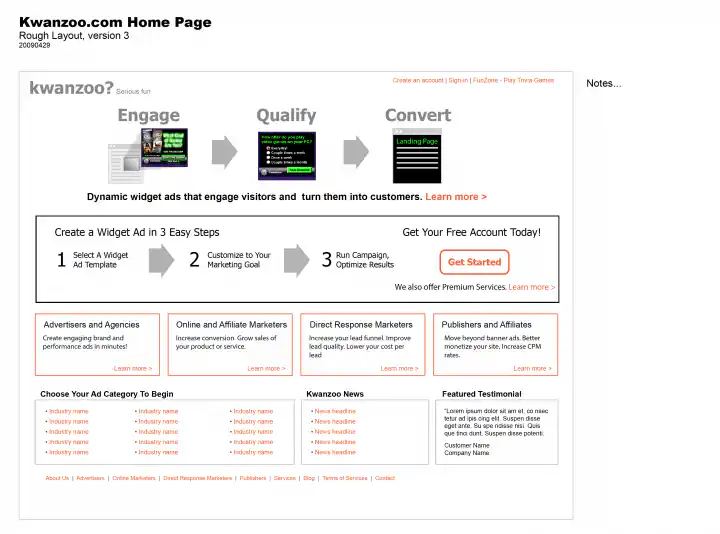 Kwanzoo.com Home Page
Rough Layout, version 3
20090429
Notes...
kwanzoo? Serious fun
Create an account | Sign-in | FunZone - Play Trivia Games
Engage
Qualify
Convert
How often do you play
video games on your PC?
Everyday!
Couple times a week
Once a week
Couple times a month
Landing Page
Dynamic widget ads that engage visitors and turn them into customers. Learn more >
Create a Widget Ad in 3 Easy Steps
Get Your Free Account Today!
1 Select A Widget
Ad Template
2 Customize to Your
Marketing Goal
3 Run Campaign,
Optimize Results
Get Started
We also offer Premium Services. Learn more >
Advertisers and Agencies
Create engaging brand and
performance ads in minutes!
Learn more >
Online and Affiliate Marketers
Increase conversion. Grow sales of
your product or service.
Learn more >
Direct Response Marketers
Increase your lead funnel. Improve
lead quality. Lower your cost per
lead
Learn more >
Publishers and Affiliates
Move beyond banner ads. Better
monetize your site. Increase CPM
rates.
Learn more >
Choose Your Ad Category To Begin
• Industry name • Industry name • Industry name
• Industry name • Industry name • Industry name
• Industry name • Industry name • Industry name
• Industry name • Industry name • Industry name
• Industry name • Industry name • Industry name
Kwanzoo News
• News headline
• News headline
• News headline
• News headline
• News headline
Featured Testimonial
"Lorem ipsum dolor sit am et, co nsec
tetur ad ipis cing elit. Suspen disse
eget ante. Su spe ndisse nisi. Quis
que tinci dunt, Suspen disse potenti.
Customer Name
Company Name
About Us | Advertisers | Online Marketers | Direct Response Marketers | Publishers | Services | Blog | Terms of Services | Contact